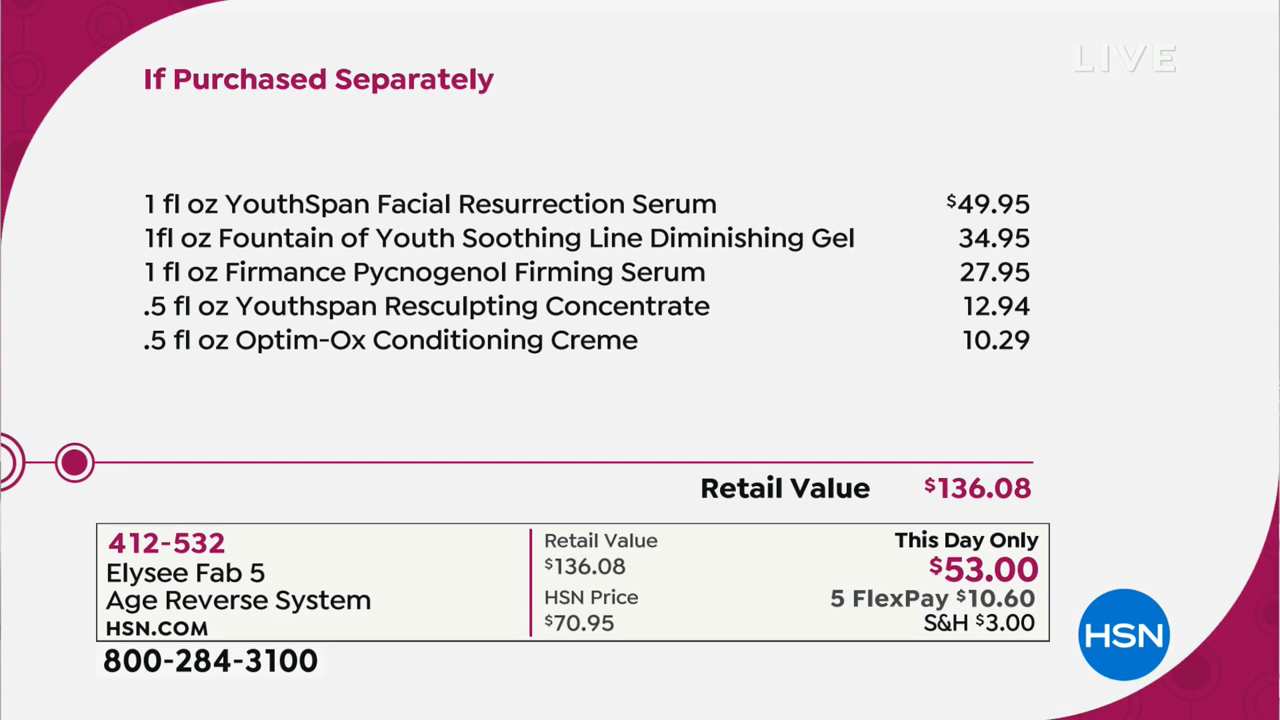 LIVE
If Purchased Separately
1 fl oz YouthSpan Facial Resurrection Serum $49.95
1fl oz Fountain of Youth Soothing Line Diminishing Gel 34.95
1 fl oz Firmance Pycnogenol Firming Serum 27.95
.5 fl oz Youthspan Resculpting Concentrate 12.94
.5 fl oz Optim-Ox Conditioning Creme 10.29
Retail Value $136.08
412-532
Elysee Fab 5
Age Reverse System
HSN.COM
Retail Value
$136.08
HSN Price
$70.95
This Day Only
$53.00
5 FlexPay $10.60
S&H $3.00
800-284-3100
HSN